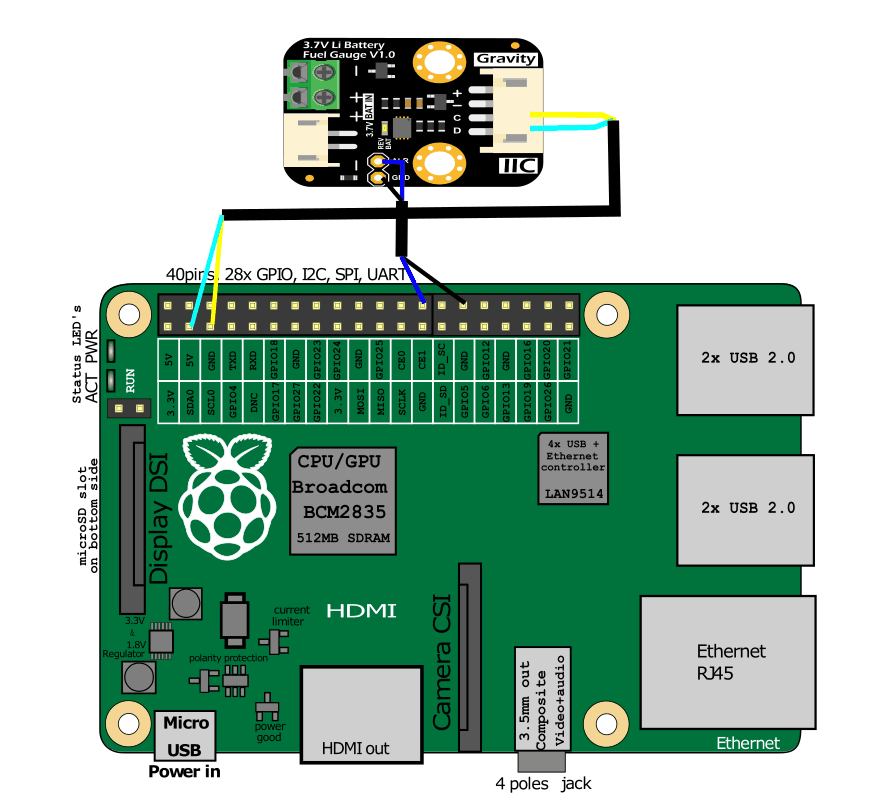 3.7V Li Battery
Fuel Gauge V1.0
Gravity
3.7V BAT IN
+
−
C
D
REV
BAT
GND
IIC
40pins: 28x GPIO, I2C, SPI, UART
Status LED's
ACT PWR
RUN
5V 5V GND TXD RXD GPIO18 GND GPIO23 GPIO24 GND GPIO25 CE0 CE1 ID_SC GND GPIO12 GND GPIO16 GPIO20 GPIO21
3.3V SDA0 SCL0 GPIO4 DNC GPIO17 GPIO27 GPIO22 3.3V MOSI MISO SCLK GND ID_SD GPIO5 GPIO6 GPIO13 GPIO19 GPIO26 GND
2x USB 2.0
microSD slot
on bottom side
Display DSI
CPU/GPU
Broadcom
BCM2835
512MB SDRAM
4x USB +
Ethernet
controller
LAN9514
2x USB 2.0
3.3V
&
1.8V
Regulator
current
limiter
HDMI
polarity protection
power
good
Camera CSI
3.5mm out
Composite
Video+audio
Ethernet
RJ45
Micro
USB
Power in
HDMI out
Ethernet
4 poles jack